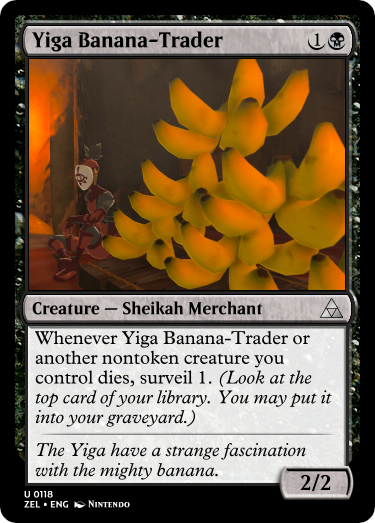 Yiga Banana-Trader 1
Creature — Sheikah Merchant
Whenever Yiga Banana-Trader or
another nontoken creature you
control dies, surveil 1. (Look at the
top card of your library. You may put it
into your graveyard.)
The Yiga have a strange fascination
with the mighty banana.
2/2
U 0118
ZEL • ENG Nintendo